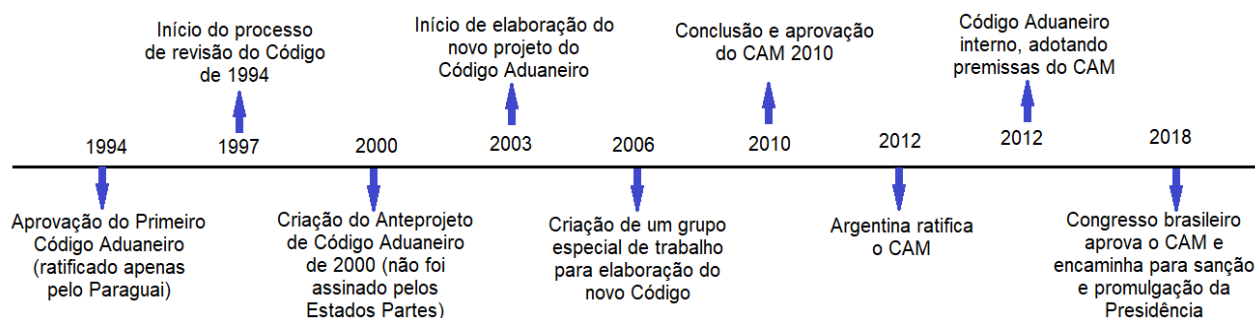 Início do processo
de revisão do Código
de 1994
Início de elaboração do
novo projeto do
Código Aduaneiro
Conclusão e aprovação
do CAM 2010
Código Aduaneiro
interno, adotando
premissas do CAM
1994
1997
2000
2003
2006
2010
2012
2012
2018
Aprovação do Primeiro
Código Aduaneiro
(ratificado apenas
pelo Paraguai)
Criação do Anteprojeto
de Código Aduaneiro
de 2000 (não foi
assinado pelos
Estados Partes)
Criação de um grupo
especial de trabalho
para elaboração do
novo Código
Argentina ratifica
o CAM
Congresso brasileiro
aprova o CAM e
encaminha para sanção
e promulgação da
Presidência